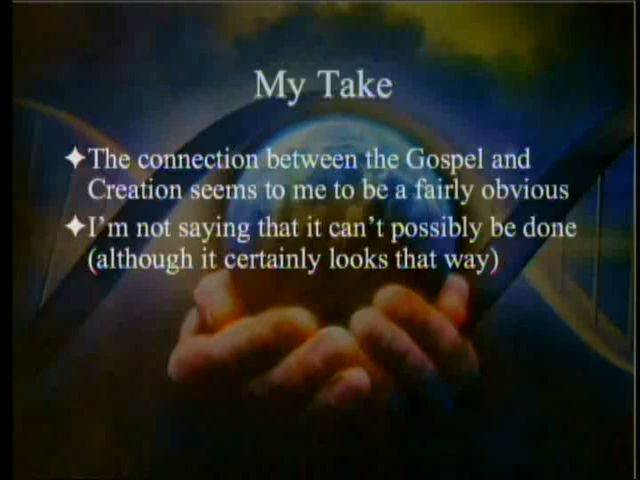 My Take
The connection between the Gospel and
Creation seems to me to be a fairly obvious
I'm not saying that it can't possibly be done
(although it certainly looks that way)